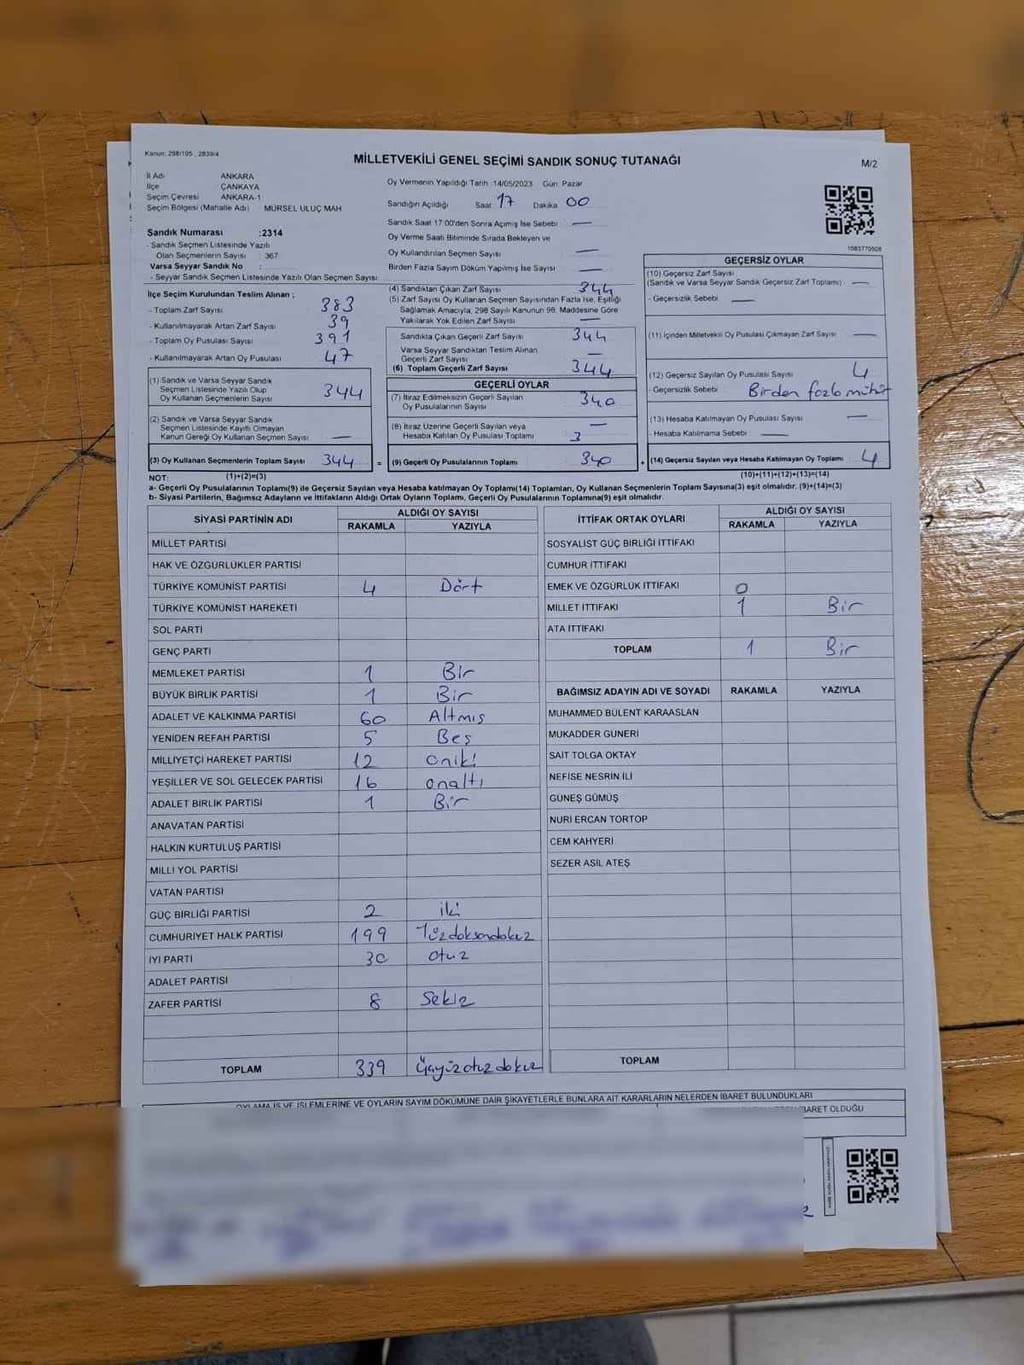 Kanun: 298/105 , 2839/4
MİLLETVEKİLİ GENEL SEÇİMİ SANDIK SONUÇ TUTANAĞI
M/2
İl Adı ANKARA
İlçe ÇANKAYA
Seçim Çevresi ANKARA-1
Seçim Bölgesi (Mahalle Adı) : MÜRSEL ULUÇ MAH
Sandık Numarası :2314
- Sandık Seçmen Listesinde Yazılı
Olan Seçmenlerin Sayısı : 367
Varsa Seyyar Sandık No :
- Seyyar Sandık Seçmen Listesinde Yazılı Olan Seçmen Sayısı:
İlçe Seçim Kurulundan Teslim Alınan ;
- Toplam Zarf Sayısı 383
- Kullanılmayarak Artan Zarf Sayısı 39
- Toplam Oy Pusulası Sayısı 391
- Kullanılmayarak Artan Oy Pusulası 47
(1) Sandık ve Varsa Seyyar Sandık
Seçmen Listesinde Yazılı Olup
Oy Kullanan Seçmenlerin Sayısı 344
(2) Sandık ve Varsa Seyyar Sandık
Seçmen Listesinde Kayıtlı Olmayan
Kanun Gereği Oy Kullanan Seçmen Sayısı —
(3) Oy Kullanan Seçmenlerin Toplam Sayısı 344 =
Oy Vermenin Yapıldığı Tarih :14/05/2023 Gün: Pazar
Sandığın Açıldığı Saat 17 Dakika 00
Sandık Saat 17:00'den Sonra Açılmış İse Sebebi —
Oy Verme Saati Bitiminde Sırada Bekleyen ve
Oy Kullandırılan Seçmen Sayısı —
Birden Fazla Sayım Döküm Yapılmış İse Sayısı —
(4) Sandıktan Çıkan Zarf Sayısı 344
(5) Zarf Sayısı Oy Kullanan Seçmen Sayısından Fazla İse, Eşitliği
Sağlamak Amacıyla, 298 Sayılı Kanunun 98. Maddesine Göre
Yakılarak Yok Edilen Zarf Sayısı —
Sandıkta Çıkan Geçerli Zarf Sayısı 344
Varsa Seyyar Sandıktan Teslim Alınan
Geçerli Zarf Sayısı —
(6) Toplam Geçerli Zarf Sayısı 344
GEÇERLİ OYLAR
(7) İtiraz Edilmeksizin Geçerli Sayılan
Oy Pusulalarının Sayısı 340
(8) İtiraz Üzerine Geçerli Sayılan veya
Hesaba Katılan Oy Pusulası Toplamı
(9) Geçerli Oy Pusulalarının Toplamı 340 +
1083770508
GEÇERSİZ OYLAR
(10) Geçersiz Zarf Sayısı
(Sandık ve Varsa Seyyar Sandık Geçersiz Zarf Toplamı) —
- Geçersizlik Sebebi —
(11) İçinden Milletvekili Oy Pusulası Çıkmayan Zarf Sayısı —
(12) Geçersiz Sayılan Oy Pusulası Sayısı 4
- Geçersizlik Sebebi Birden fazla mühür
(13) Hesaba Katılmayan Oy Pusulası Sayısı —
- Hesaba Katılmama Sebebi —
(14) Geçersiz Sayılan veya Hesaba Katılmayan Oy Toplamı 4
NOT: (1)+(2)=(3) (10)+(11)+(12)+(13)=(14)
a- Geçerli Oy Pusulalarının Toplamı(9) ile Geçersiz Sayılan veya Hesaba Katılmayan Oy Toplamı(14) Toplamları, Oy Kullanan Seçmenlerin Toplam Sayısına(3) eşit olmalıdır. (9)+(14)=(3)
b- Siyasi Partilerin, Bağımsız Adayların ve İttifakların Aldığı Ortak Oyların Toplamı, Geçerli Oy Pusulalarının Toplamına(9) eşit olmalıdır.
SİYASİ PARTİNİN ADI ALDIĞI OY SAYISI
RAKAMLA YAZIYLA
MİLLET PARTİSİ
HAK VE ÖZGÜRLÜKLER PARTİSİ
TÜRKİYE KOMÜNİST PARTİSİ 4 Dört
TÜRKİYE KOMÜNİST HAREKETİ
SOL PARTİ
GENÇ PARTİ
MEMLEKET PARTİSİ 1 Bir
BÜYÜK BİRLİK PARTİSİ 1 Bir
ADALET VE KALKINMA PARTİSİ 60 Altmış
YENİDEN REFAH PARTİSİ 5 Beş
MİLLİYETÇİ HAREKET PARTİSİ 12 oniki
YEŞİLLER VE SOL GELECEK PARTİSİ 16 onaltı
ADALET BİRLİK PARTİSİ 1 Bir
ANAVATAN PARTİSİ
HALKIN KURTULUŞ PARTİSİ
MİLLİ YOL PARTİSİ
VATAN PARTİSİ
GÜÇ BİRLİĞİ PARTİSİ 2 iki
CUMHURİYET HALK PARTİSİ 199 Yüzdoksandokuz
İYİ PARTİ 30 otuz
ADALET PARTİSİ
ZAFER PARTİSİ 8 Sekiz
TOPLAM 339 Üçyüzotuzdokuz
İTTİFAK ORTAK OYLARI ALDIĞI OY SAYISI
RAKAMLA YAZIYLA
SOSYALİST GÜÇ BİRLİĞİ İTTİFAKI
CUMHUR İTTİFAKI
EMEK VE ÖZGÜRLÜK İTTİFAKI 0
MİLLET İTTİFAKI 1 Bir
ATA İTTİFAKI
TOPLAM 1 Bir
BAĞIMSIZ ADAYIN ADI VE SOYADI RAKAMLA YAZIYLA
MUHAMMED BÜLENT KARAASLAN
MUKADDER GÜNERİ
SAİT TOLGA OKTAY
NEFİSE NESRİN İLİ
GÜNEŞ GÜMÜŞ
NURİ ERCAN TORTOP
CEM KAHYERİ
SEZER ASİL ATEŞ
TOPLAM
OYLAMA İŞ VE İŞLEMLERİNE VE OYLARIN SAYIM DÖKÜMÜNE DAİR ŞİKAYETLERLE BUNLARA AİT KARARLARIN NELERDEN İBARET BULUNDUKLARI
İBARET OLDUĞU